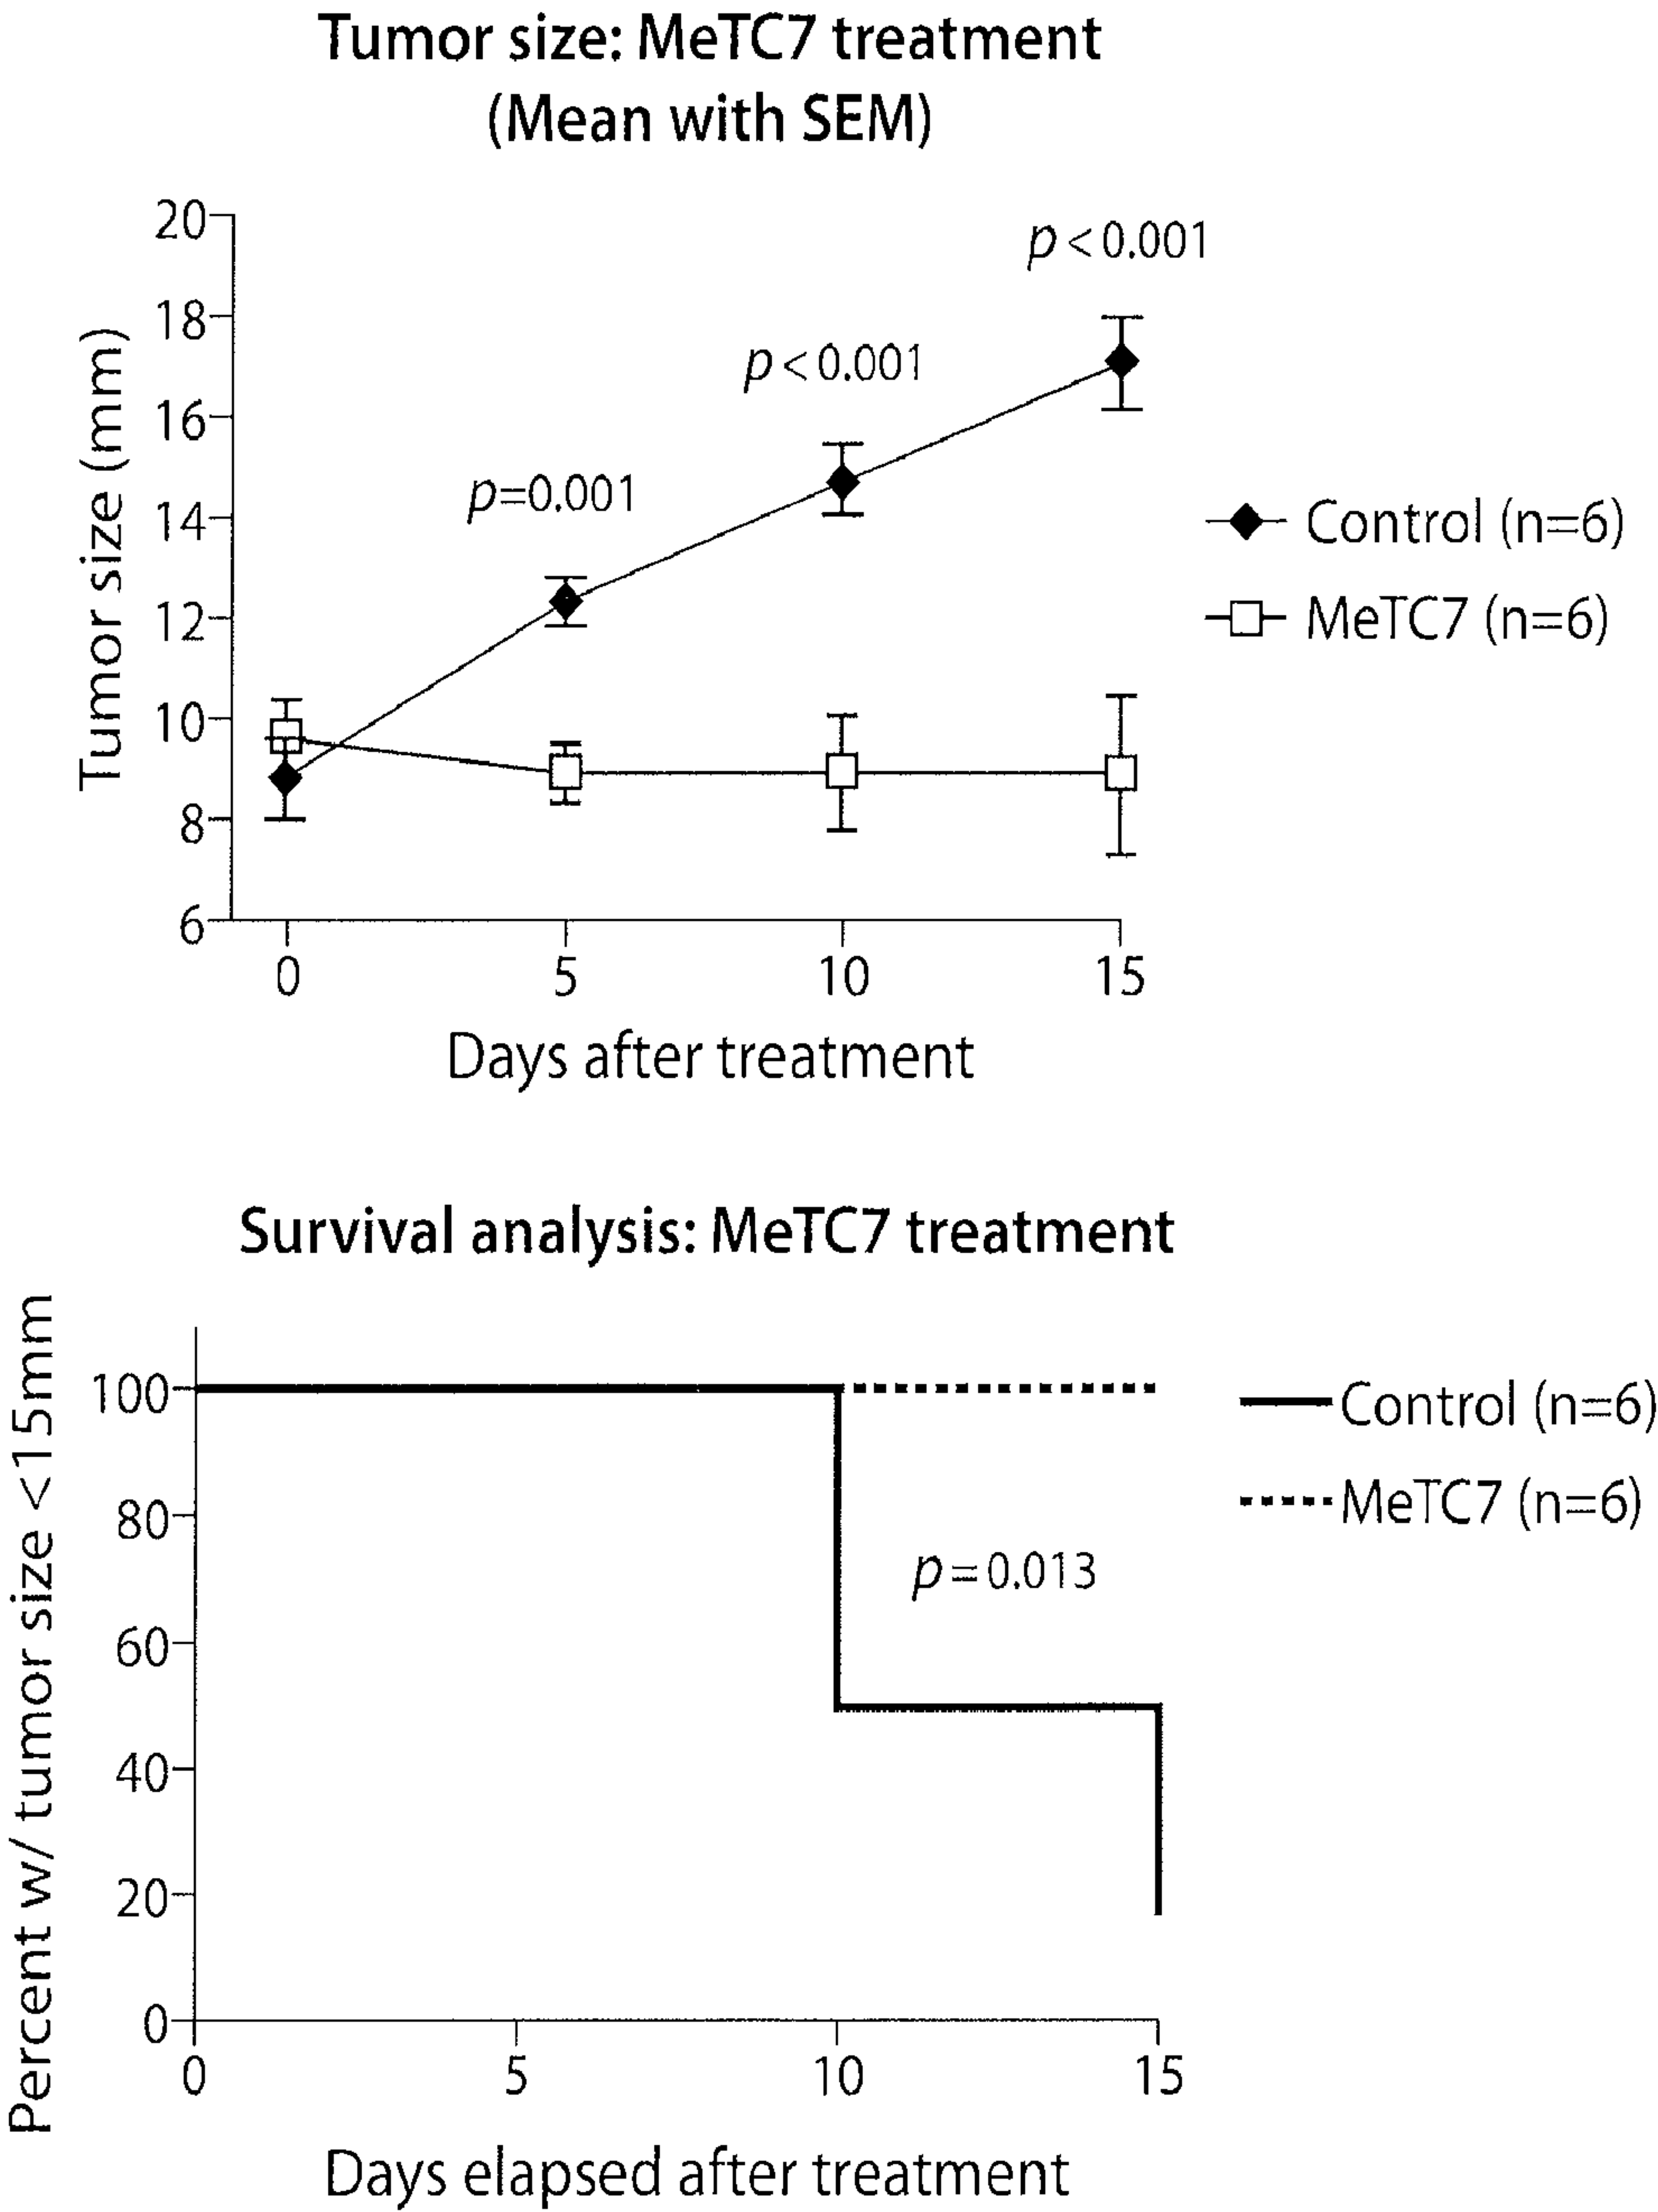 Tumor size: MeTC7 treatment
(Mean with SEM)
20
18
16
14
12
10
8
6
Tumor size (mm)
p=0.001
p<0.001
p<0.001
Control (n=6)
MeTC7 (n=6)
0 5 10 15
Days after treatment
Survival analysis: MeTC7 treatment
Percent w/ tumor size <15mm
100
80
60
40
20
0
p=0.013
Control (n=6)
MeTC7 (n=6)
0 5 10 15
Days elapsed after treatment